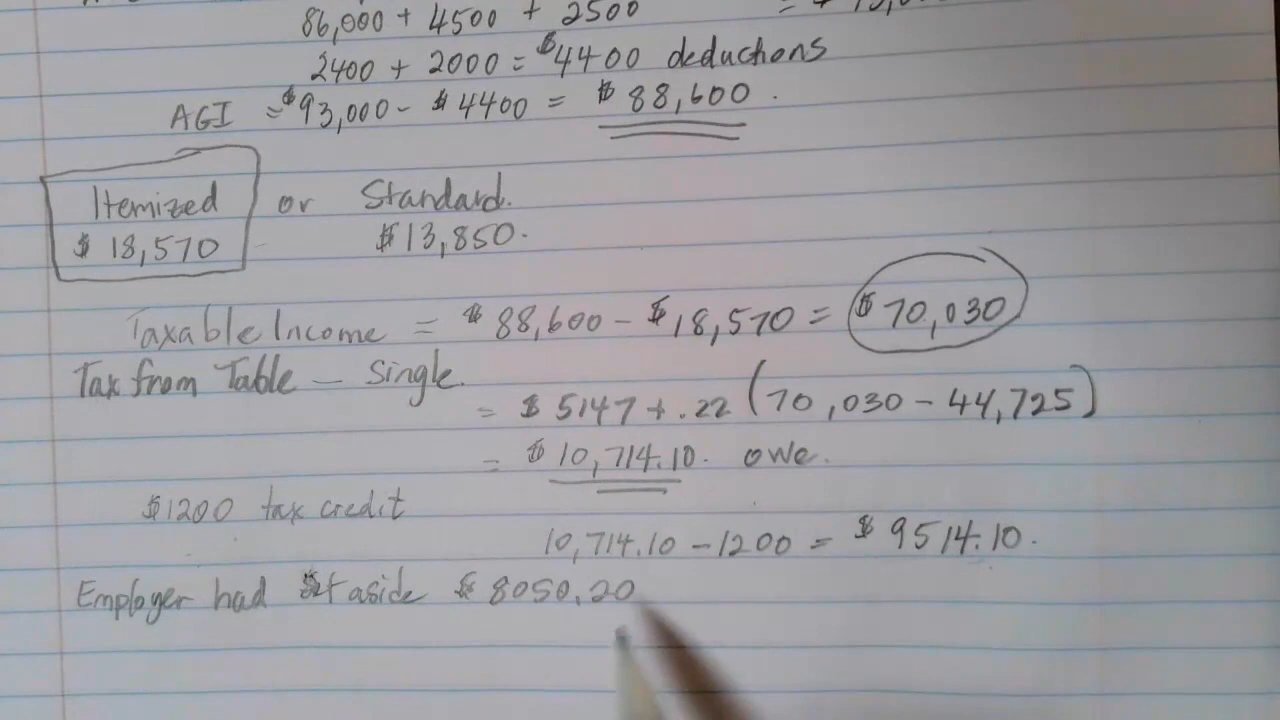 86,000 + 4500 + 2500
2400 + 2000 = $4400 deductions
AGI = $93,000 - $4400 = $88,600.
Itemized or Standard.
$18,570 $13,850.
Taxable Income = $88,600 - $18,570 = $70,030
Tax from Table - Single.
= $5147 + .22 (70,030 - 44,725)
= $10,714.10. owe.
$1200 tax credit
10,714.10 - 1200 = $9514.10.
Employer had set aside $8050.20